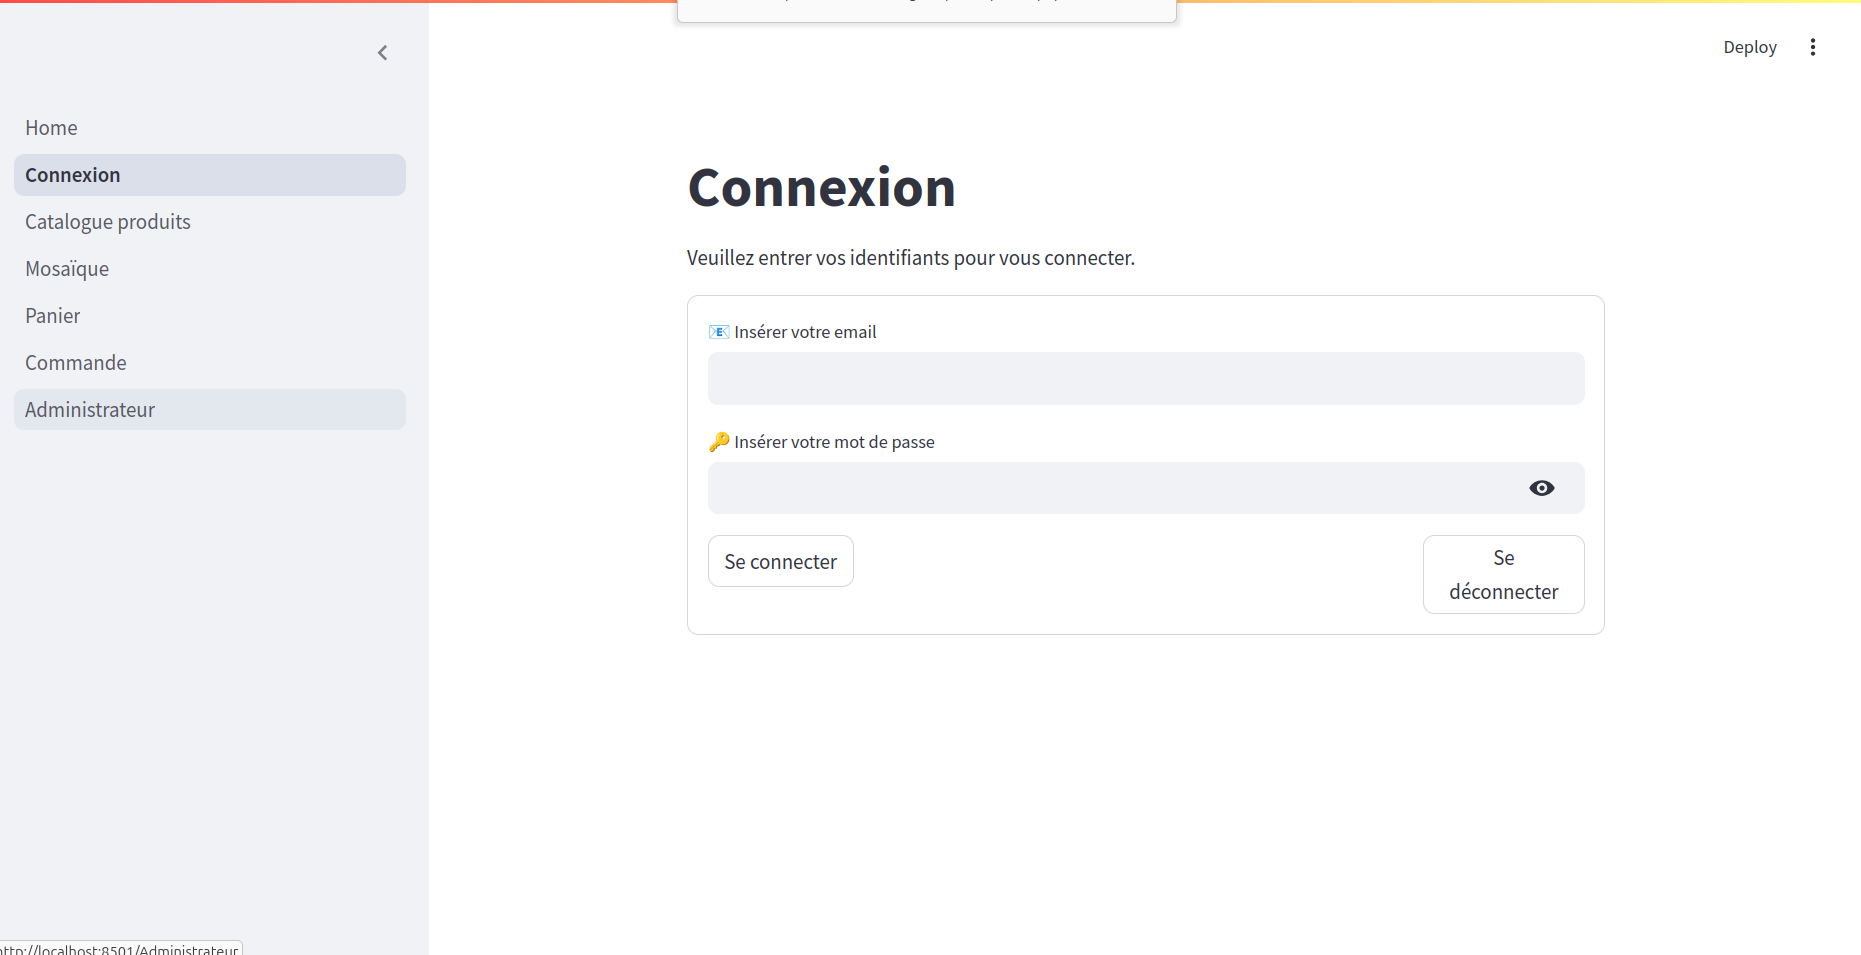 Deploy
Home
Connexion
Catalogue produits
Mosaïque
Panier
Commande
Administrateur
Connexion
Veuillez entrer vos identifiants pour vous connecter.
📧 Insérer votre email
🔑 Insérer votre mot de passe
Se connecter
Se
déconnecter
http://localhost:8501/Administrateur